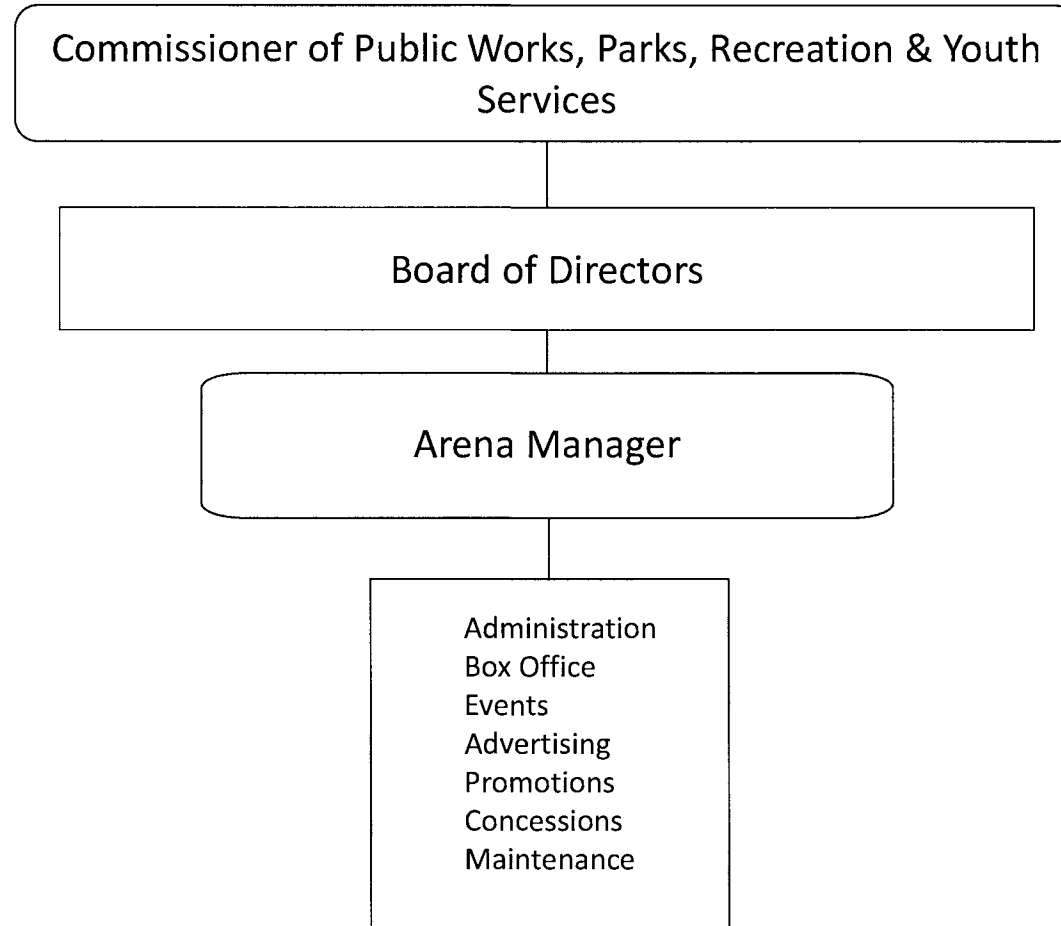 Commissioner of Public Works, Parks, Recreation & Youth
Services
Board of Directors
Arena Manager
Administration
Box Office
Events
Advertising
Promotions
Concessions
Maintenance